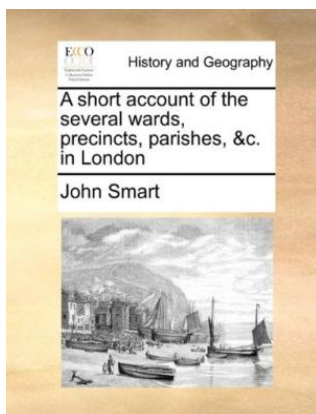 ECCO
History and Geography
A short account of the
several wards,
precincts, parishes, &c.
in London
John Smart